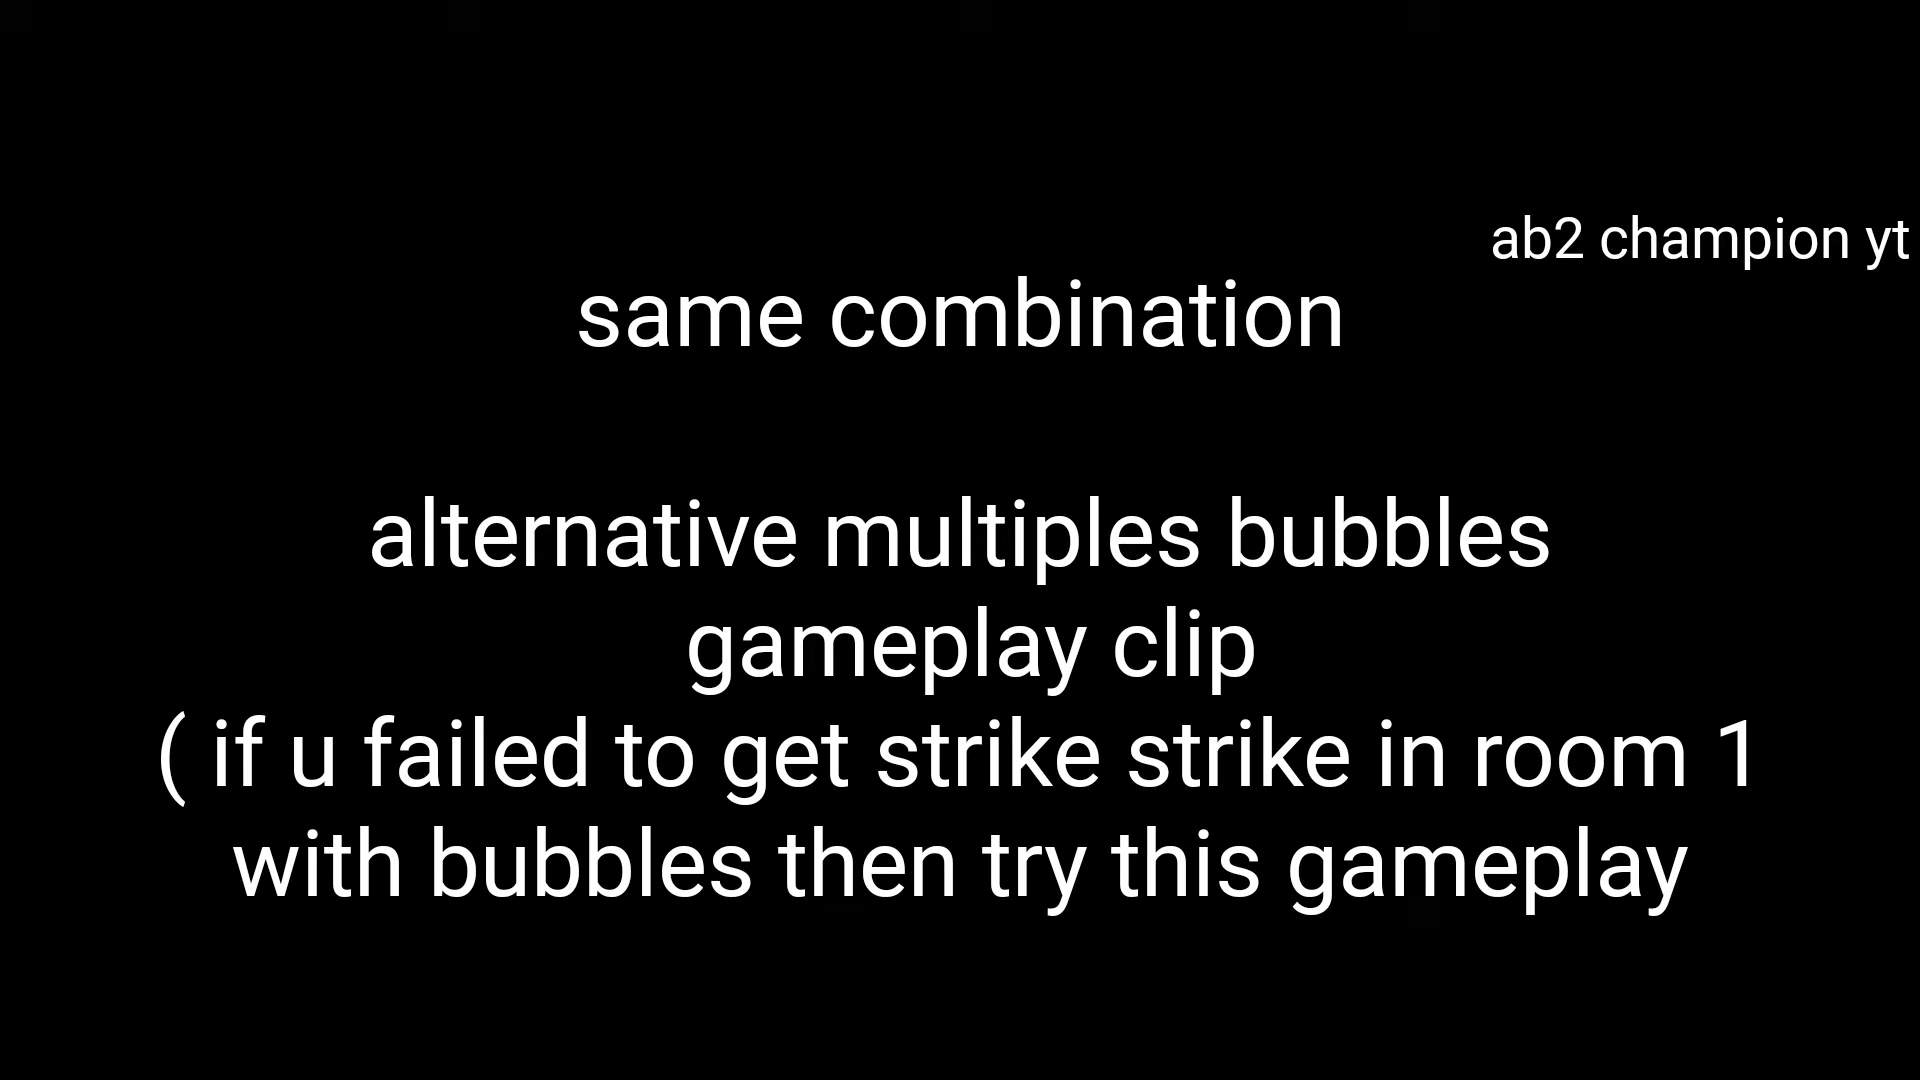 ab2 champion yt
same combination
alternative multiples bubbles
gameplay clip
( if u failed to get strike strike in room 1
with bubbles then try this gameplay